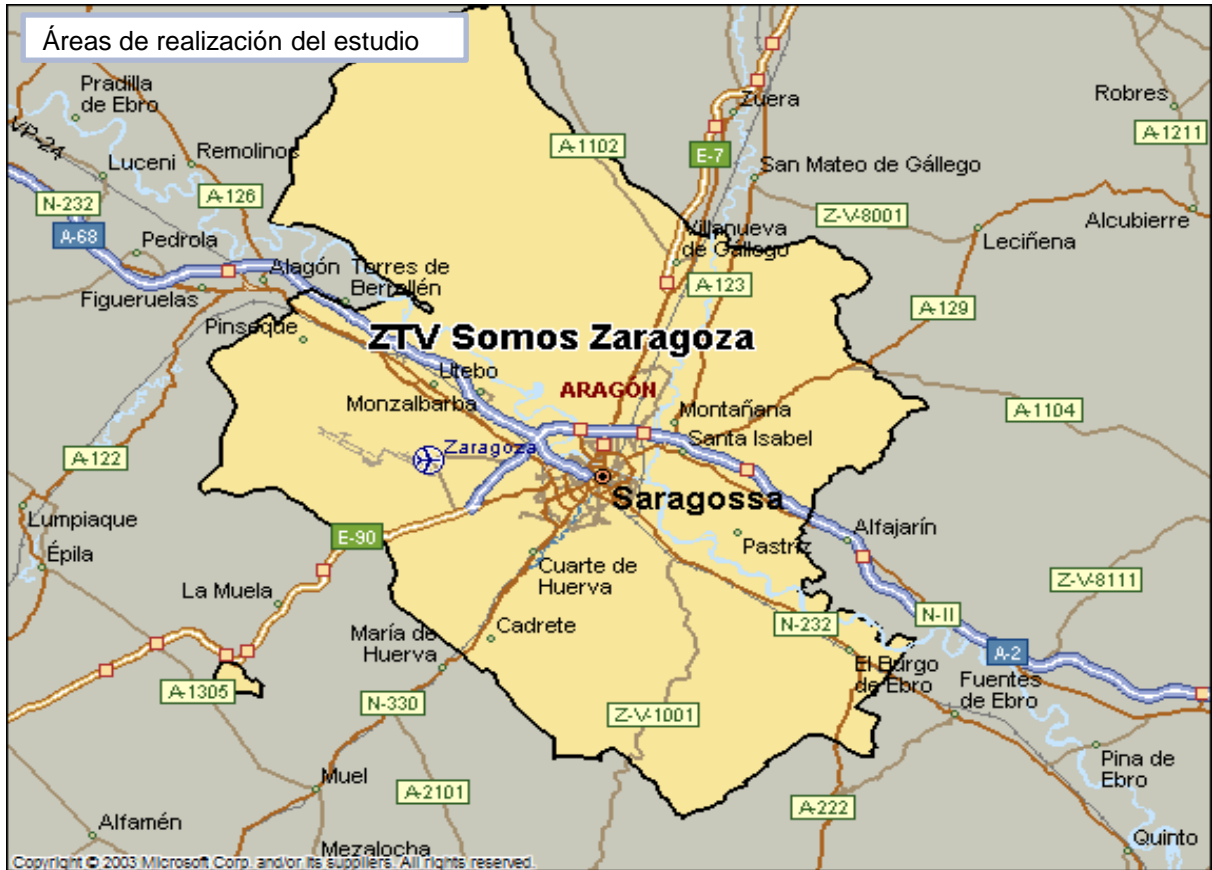 Áreas de realización del estudio
Pradilla
de Ebro
VP-24
Luceni
Remolinos
A-126
N-232
A-68
Pedrola
Alagón
Torres de
Berrellén
Figueruelas
Pinseque
A-1102
E-7
Zuera
San Mateo de Gállego
Robres
A-1211
Z-V-8001
Leciñena
Alcubierre
Villanueva
de Gállego
A-123
A-129
ZTV Somos Zaragoza
Utebo
Monzalbarba
ARAGÓN
Montañana
Santa Isabel
A-1104
Zaragoza
A-122
Saragossa
Lumpiaque
Épila
E-90
Pastriz
Alfajarín
Cuarte de
Huerva
La Muela
Z-V-8111
N-II
N-232
María de
Huerva
Cadrete
A-2
A-1305
El Burgo
de Ebro
Fuentes
de Ebro
N-330
Z-V-1001
Pina de
Ebro
Muel
A-2101
A-222
Alfamén
Mezalocha
Quinto
Copyright © 2003 Microsoft Corp. and/or its suppliers. All rights reserved.